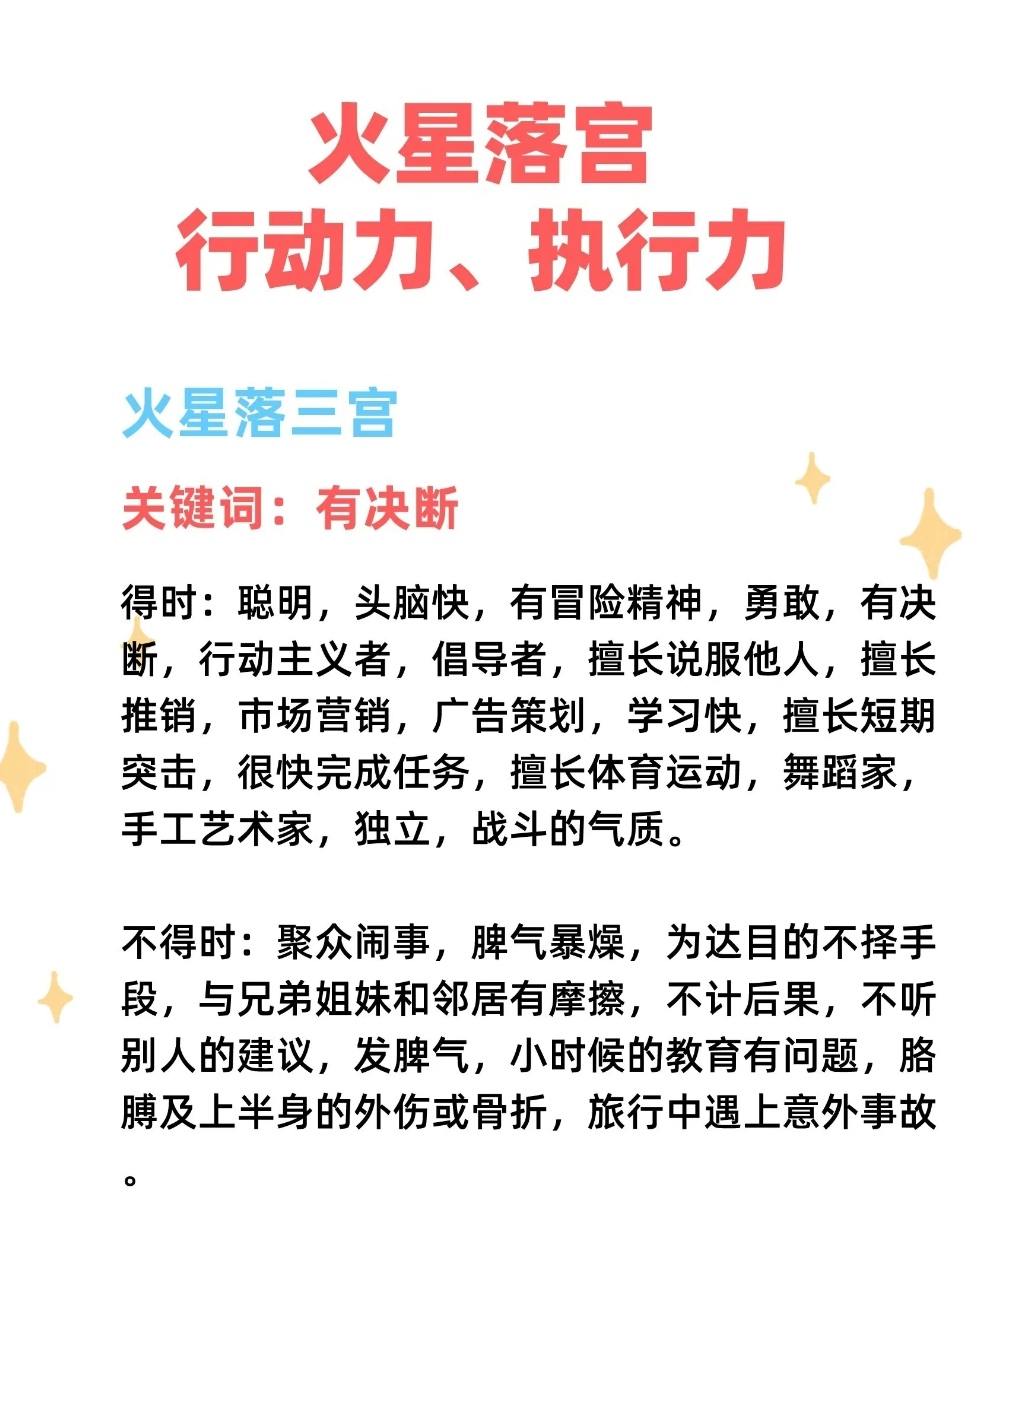 火星落宫
行动力、执行力
火星落三宫
关键词：有决断
得时：聪明，头脑快，有冒险精神，勇敢，有决
断，行动主义者，倡导者，擅长说服他人，擅长
推销，市场营销，广告策划，学习快，擅长短期
突击，很快完成任务，擅长体育运动，舞蹈家，
手工艺术家，独立，战斗的气质。
不得时：聚众闹事，脾气暴燥，为达目的不择手
段，与兄弟姐妹和邻居有摩擦，不计后果，不听
别人的建议，发脾气，小时候的教育有问题，胳
膊及上半身的外伤或骨折，旅行中遇上意外事故
。